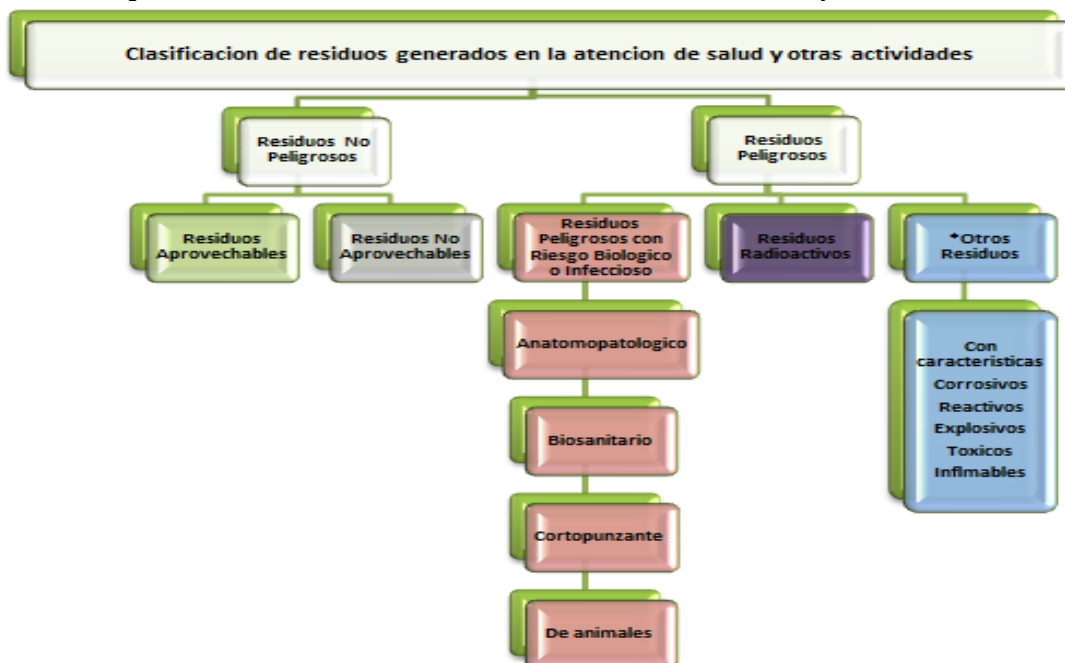 Clasificacion de residuos generados en la atencion de salud y otras actividades
Residuos No
Peligrosos
Residuos
Peligrosos
Residuos
Aprovechables
Residuos No
Aprovechables
Residuos
Peligrosos con
Riesgo Biologico
o Infeccioso
Residuos
Radioactivos
*Otros
Residuos
Anatomopatologico
Biosanitario
Cortopunzante
De animales
Con
caracteristicas
Corrosivos
Reactivos
Explosivos
Toxicos
Inflmables